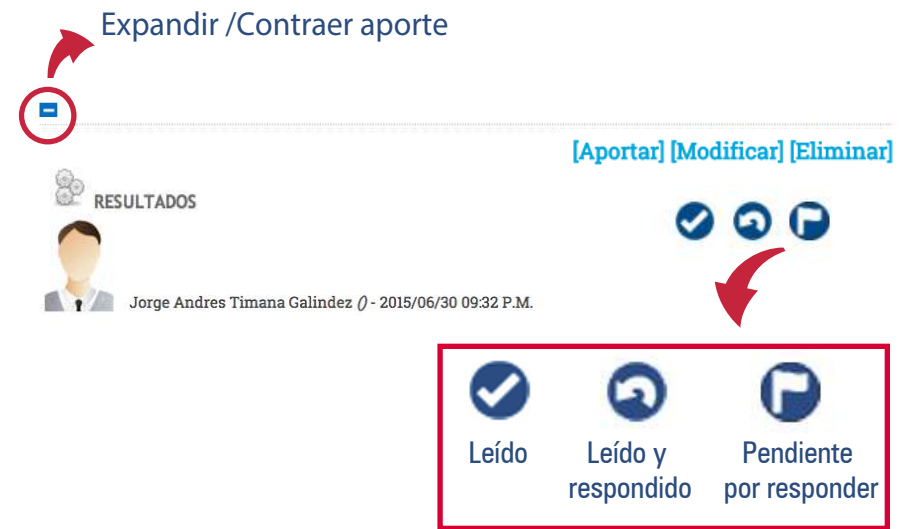 Expandir /Contraer aporte
[Aportar] [Modificar] [Eliminar]
RESULTADOS
Jorge Andres Timana Galindez () - 2015/06/30 09:32 P.M.
Leído
Leído y
respondido
Pendiente
por responder